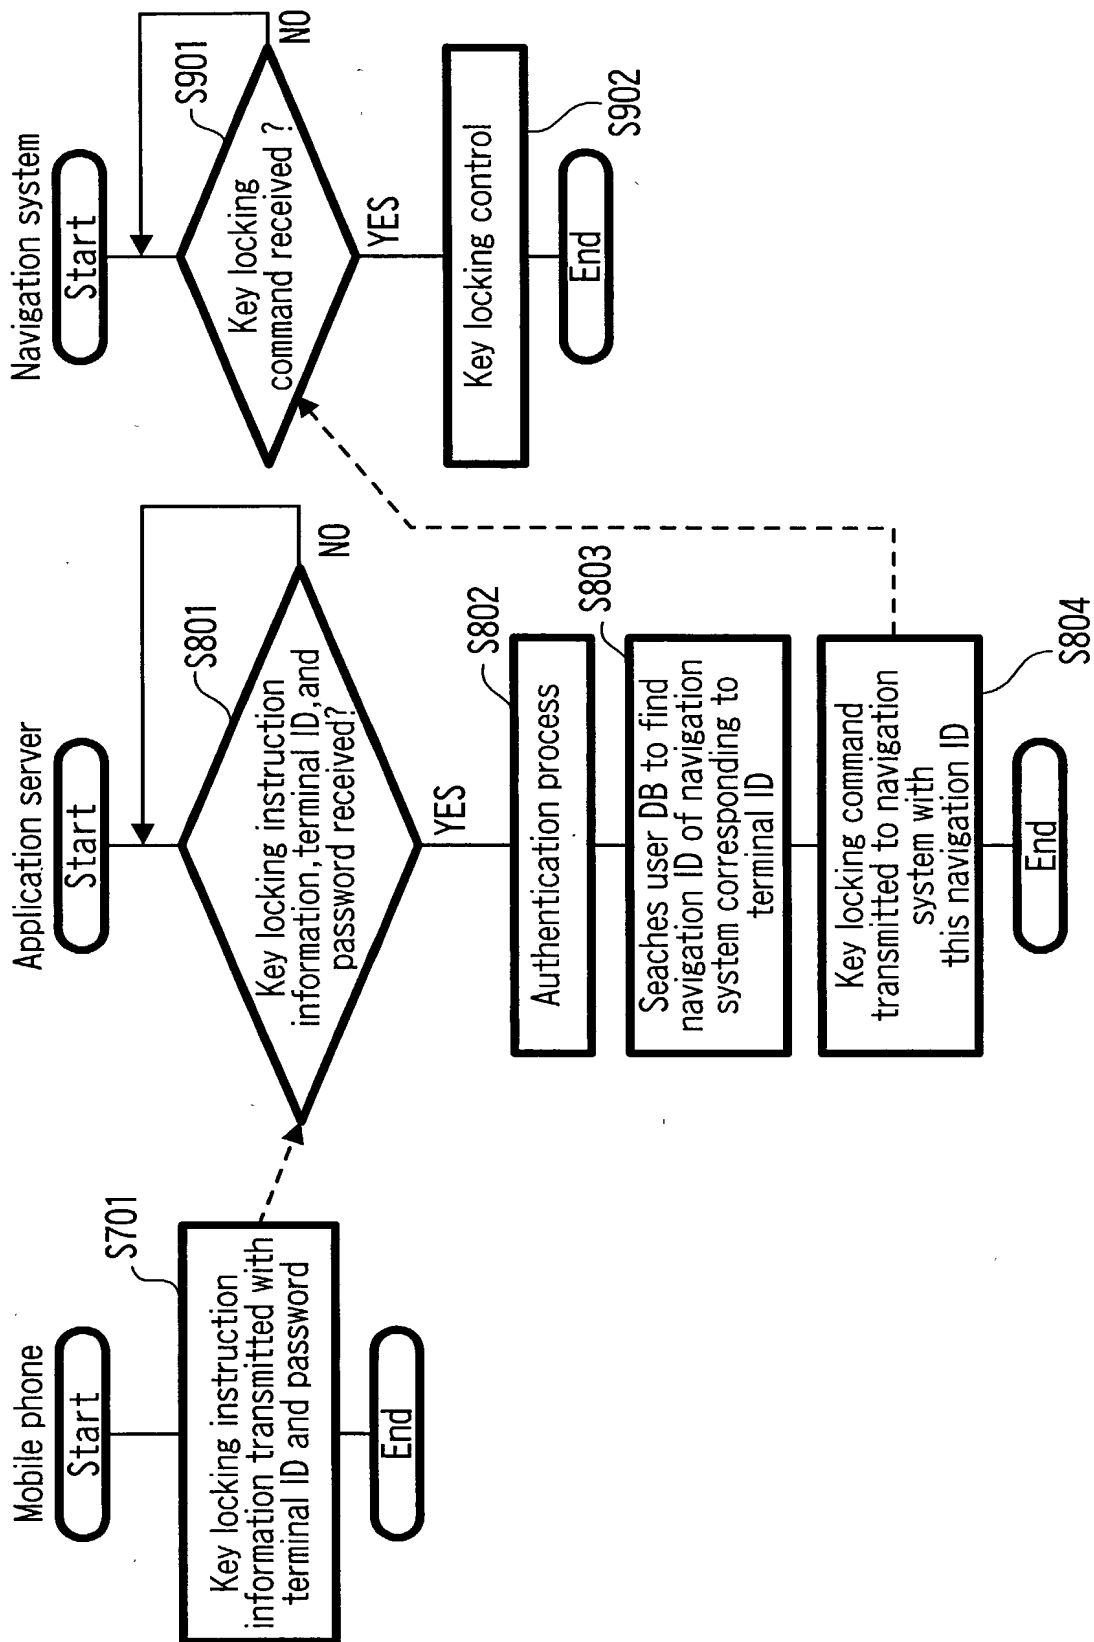 Mobile phone
Start
S701
Key locking instruction
information transmitted with
terminal ID and password
End
Application server
Start
S801
Key locking instruction
information,terminal ID,and
password received?
NO
YES
S802
Authentication process
S803
Seaches user DB to find
navigation ID of navigation
system corresponding to
terminal ID
Key locking command
transmitted to navigation
system with
this navigation ID
S804
End
Navigation system
Start
S901
Key locking
command received ?
NO
YES
Key locking control
S902
End